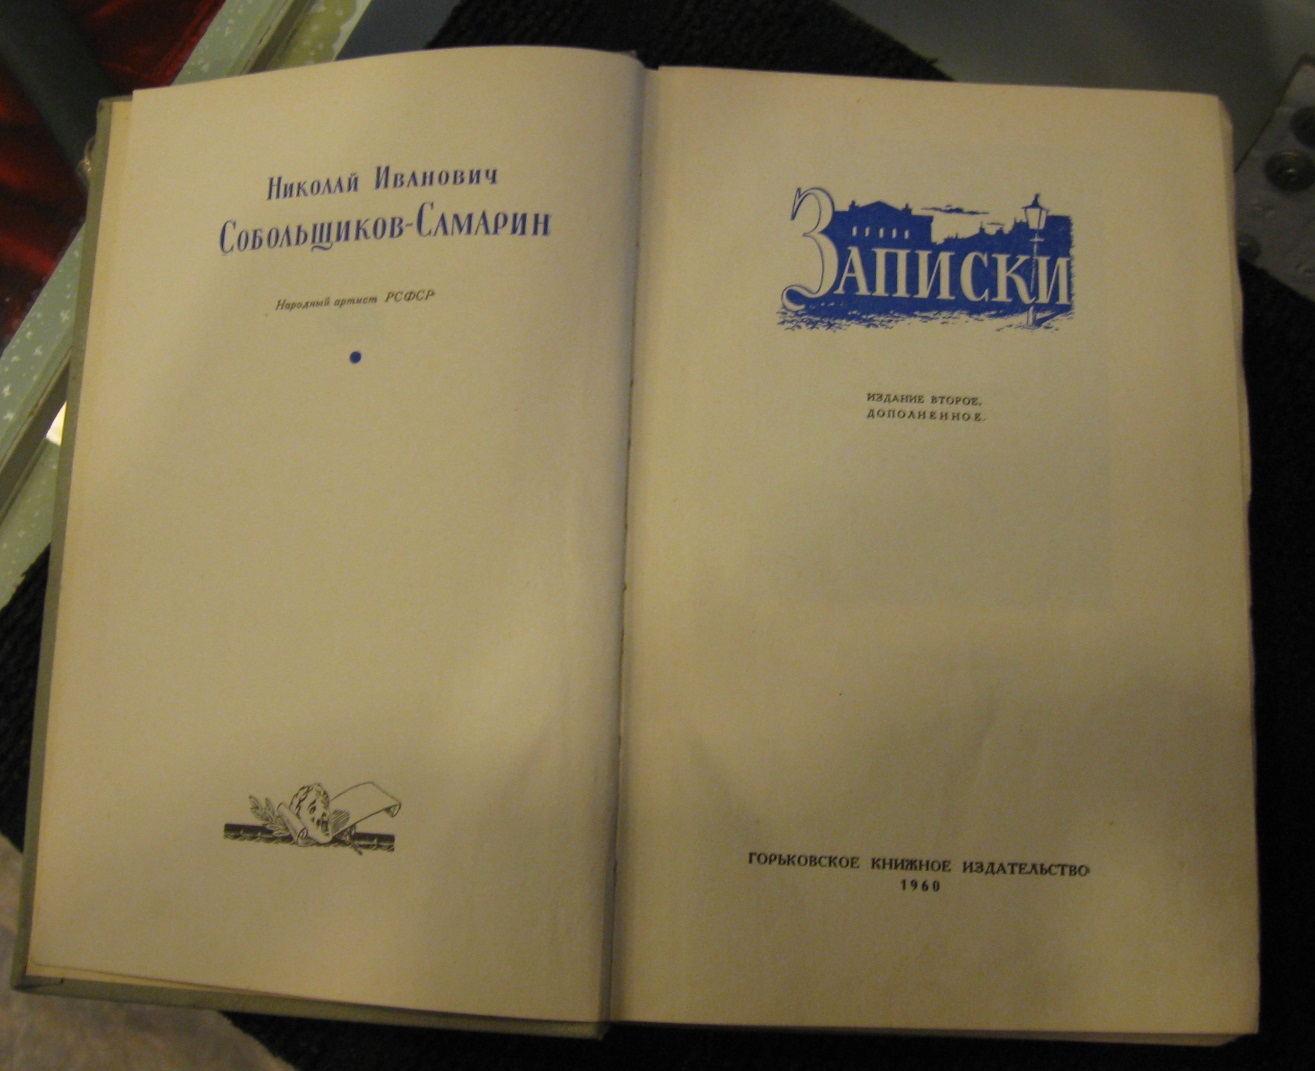 Николай Иванович
Собольщиков-Самарин
Народный артист РСФСР
Записки
ИЗДАНИЕ ВТОРОЕ,
ДОПОЛНЕННОЕ.
ГОРЬКОВСКОЕ КНИЖНОЕ ИЗДАТЕЛЬСТВО
1960